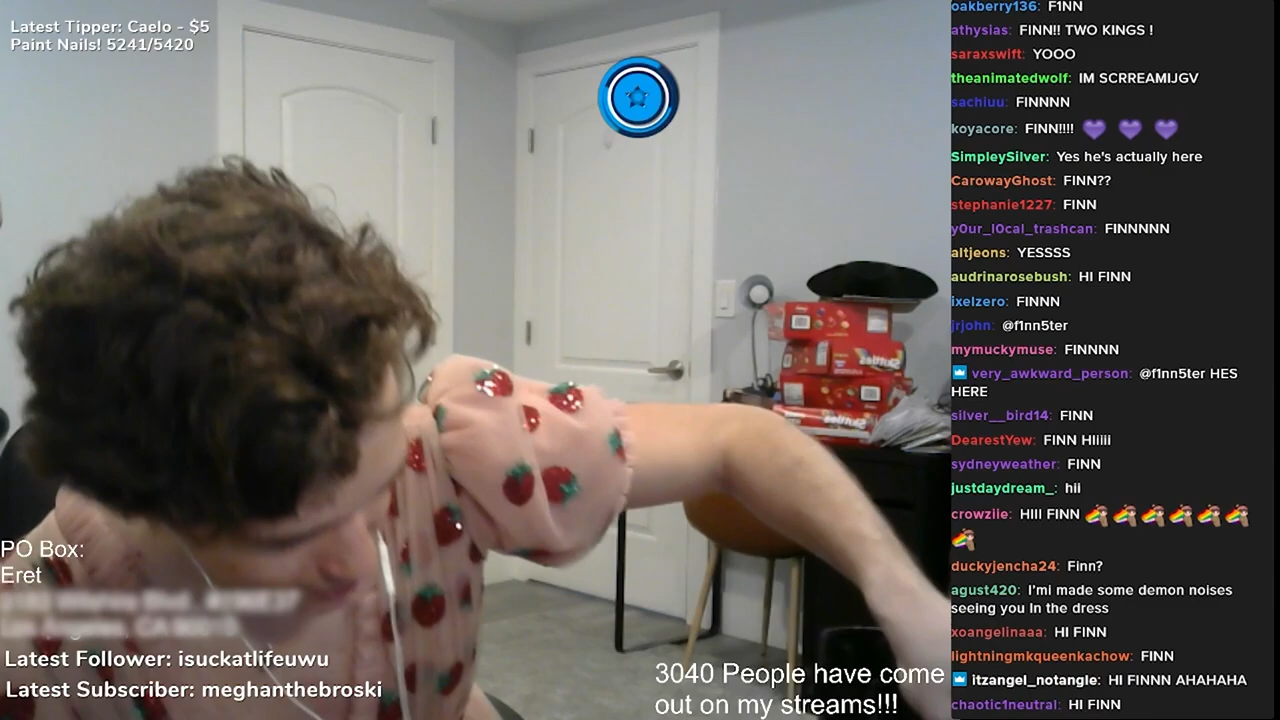 Latest Tipper: Caelo - $5
Paint Nails! 5241/5420
PO Box:
Eret
Latest Follower: isuckatlifeuwu
Latest Subscriber: meghanthebroski
3040 People have come
out on my streams!!!
oakberry136: F1NN
athysias: FINN!! TWO KINGS !
saraxswift: YOOO
theanimatedwolf: IM SCRREAMIJGV
sachiuu: FINNNN
koyacore: FINN!!!! 💜 💜 💜
SimpleySilver: Yes he's actually here
CarowayGhost: FINN??
stephanie1227: FINN
y0ur_l0cal_trashcan: FINNNNN
altjeons: YESSSS
audrinarosebush: HI FINN
ixelzero: FINNN
jrjohn: @f1nn5ter
mymuckymuse: FINNNN
very_awkward_person: @f1nn5ter HES
HERE
silver__bird14: FINN
DearestYew: FINN HIiiii
sydneyweather: FINN
justdaydream_: hii
crowziie: HIII FINN
duckyjencha24: Finn?
agust420: I'mI made some demon noises
seeing you In the dress
xoangelinaaa: HI FINN
lightningmkqueenkachow: FINN
itzangel_notangle: HI FINNN AHAHAHA
chaotic1neutral: HI FINN